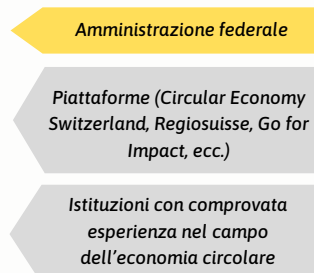 Amministrazione federale
Piattaforme (Circular Economy
Switzerland, Regiosuisse, Go for
Impact, ecc.)
Istituzioni con comprovata
esperienza nel campo
dell’economia circolare